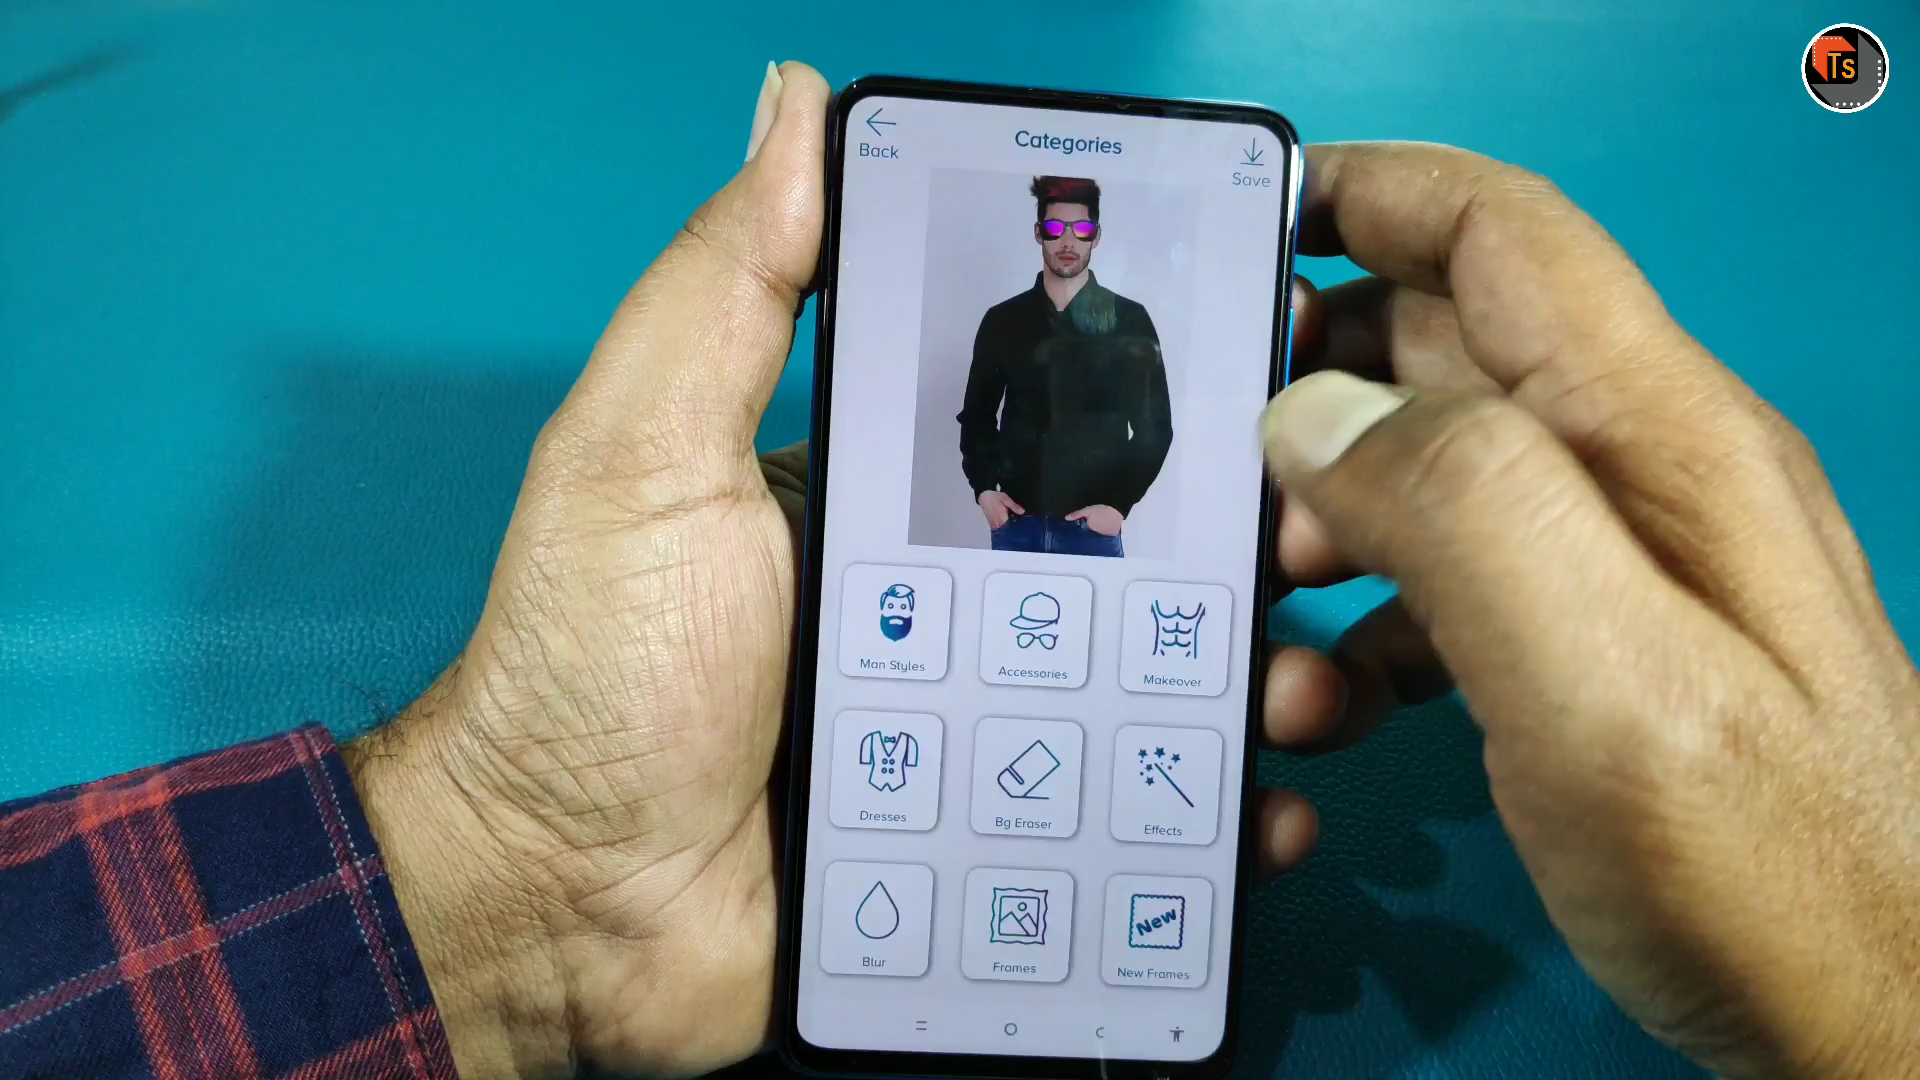 Ts
Back
Categories
Save
Man Styles
Accessories
Makeover
Dresses
Bg Eraser
Effects
Blur
Frames
New
New Frames